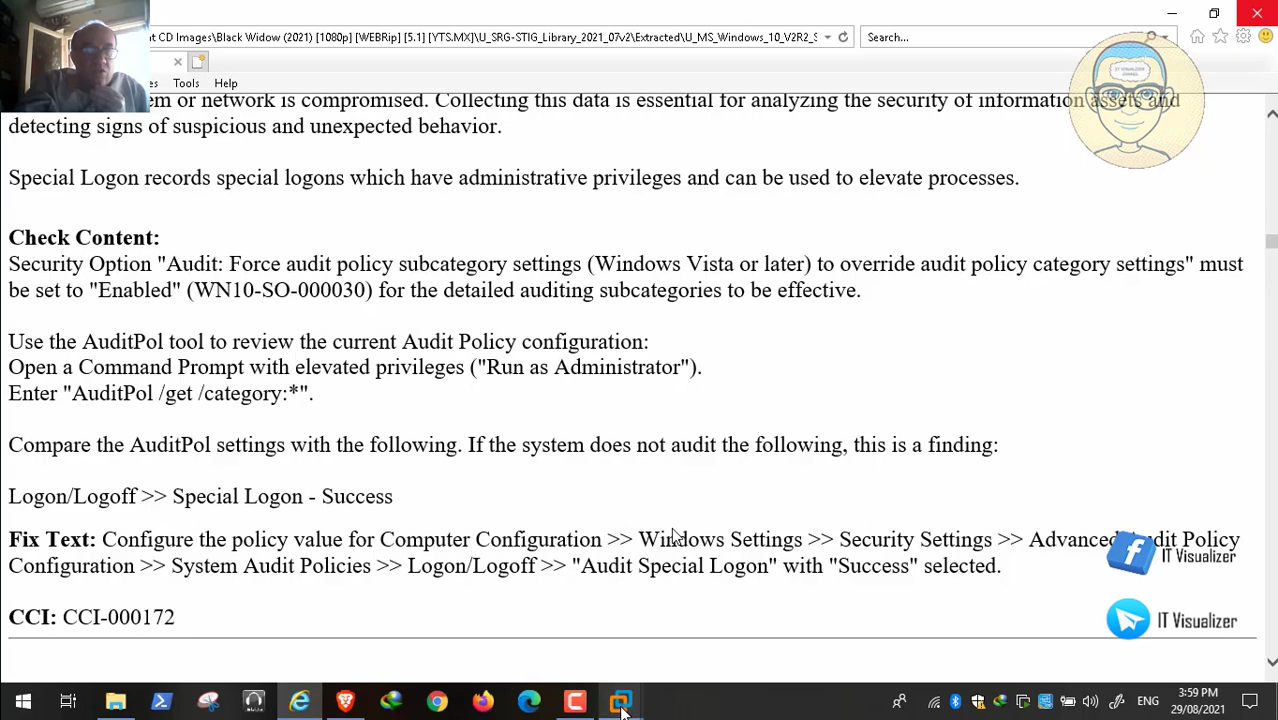 t CD Images\Black Widow (2021) [1080p] [WEBRip] [5.1] [YTS.MX]\U_SRG-STIG_Library_2021_07v2\Extracted\U_MS_Windows_10_V2R2_S
Search...
Tools Help
IT VISUALIZER
CHANNEL
em or network is compromised. Collecting this data is essential for analyzing the security of information assets and
detecting signs of suspicious and unexpected behavior.
Special Logon records special logons which have administrative privileges and can be used to elevate processes.
Check Content:
Security Option "Audit: Force audit policy subcategory settings (Windows Vista or later) to override audit policy category settings" must
be set to "Enabled" (WN10-SO-000030) for the detailed auditing subcategories to be effective.
Use the AuditPol tool to review the current Audit Policy configuration:
Open a Command Prompt with elevated privileges ("Run as Administrator").
Enter "AuditPol /get /category:*".
Compare the AuditPol settings with the following. If the system does not audit the following, this is a finding:
Logon/Logoff >> Special Logon - Success
Fix Text: Configure the policy value for Computer Configuration >> Windows Settings >> Security Settings >> Advanced Audit Policy
Configuration >> System Audit Policies >> Logon/Logoff >> "Audit Special Logon" with "Success" selected.
IT Visualizer
CCI: CCI-000172
IT Visualizer
ENG
3:59 PM
29/08/2021